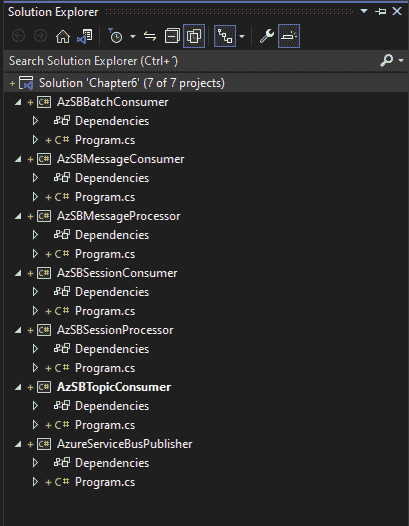 Solution Explorer
Search Solution Explorer (Ctrl+¨)
Solution 'Chapter6' (7 of 7 projects)
C# AzSBBatchConsumer
Dependencies
C# Program.cs
C# AzSBMessageConsumer
Dependencies
C# Program.cs
C# AzSBMessageProcessor
Dependencies
C# Program.cs
C# AzSBSessionConsumer
Dependencies
C# Program.cs
C# AzSBSessionProcessor
Dependencies
C# Program.cs
C# AzSBTopicConsumer
Dependencies
C# Program.cs
C# AzureServiceBusPublisher
Dependencies
C# Program.cs